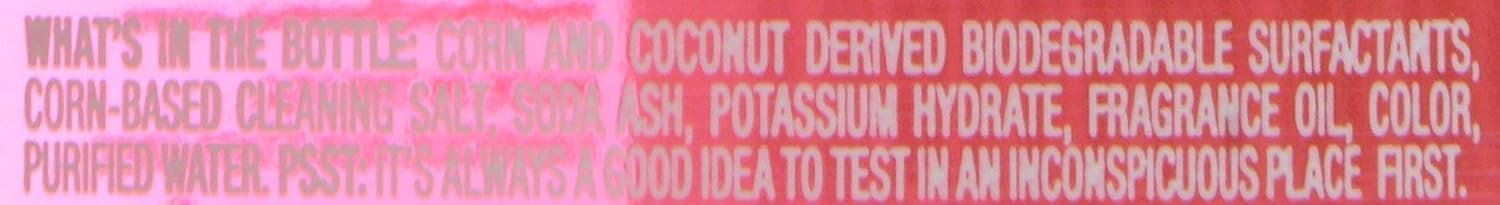 WHAT'S IN THE BOTTLE: CORN AND COCONUT DERIVED BIODEGRADABLE SURFACTANTS,
CORN-BASED CLEANING SALT, SODA ASH, POTASSIUM HYDRATE, FRAGRANCE OIL, COLOR,
PURIFIED WATER. PSST: IT'S ALWAYS A GOOD IDEA TO TEST IN AN INCONSPICUOUS PLACE FIRST.